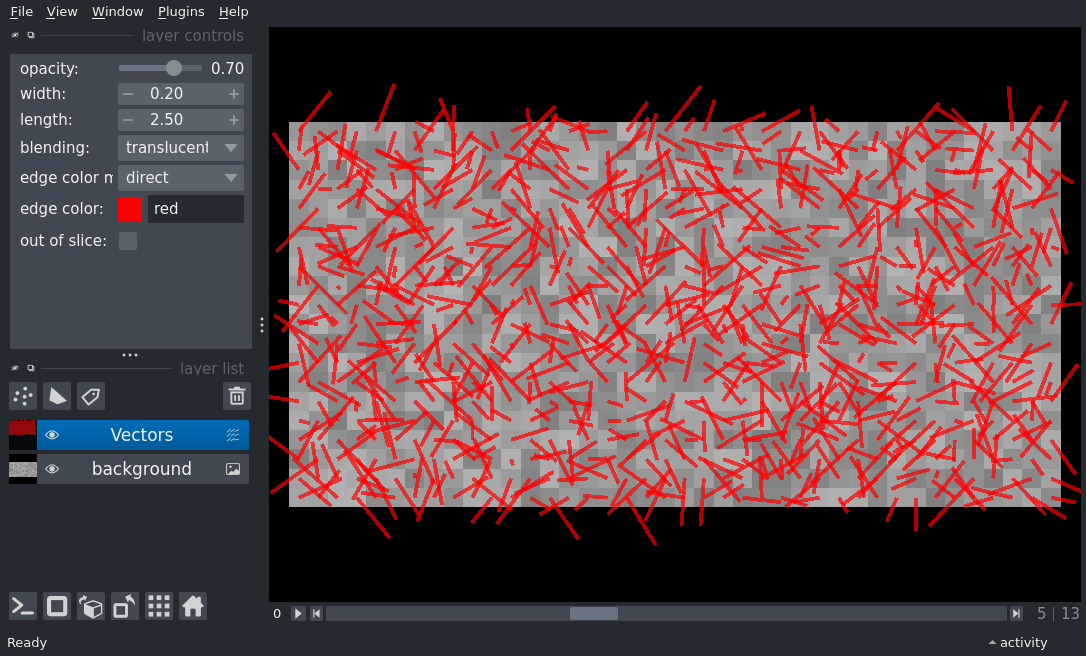 File View Window Plugins Help
layer controls
opacity: 0.70
width: 0.20
length: 2.50
blending: translucent
edge color m direct
edge color: red
out of slice:
layer list
Vectors
background
0 5 | 13
Ready activity